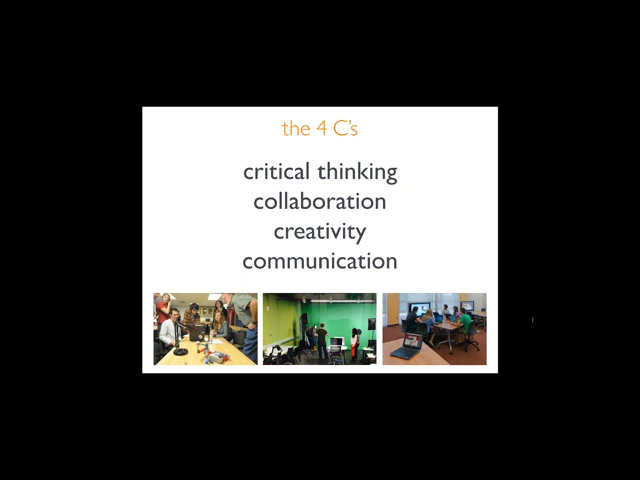 the 4 C's
critical thinking
collaboration
creativity
communication